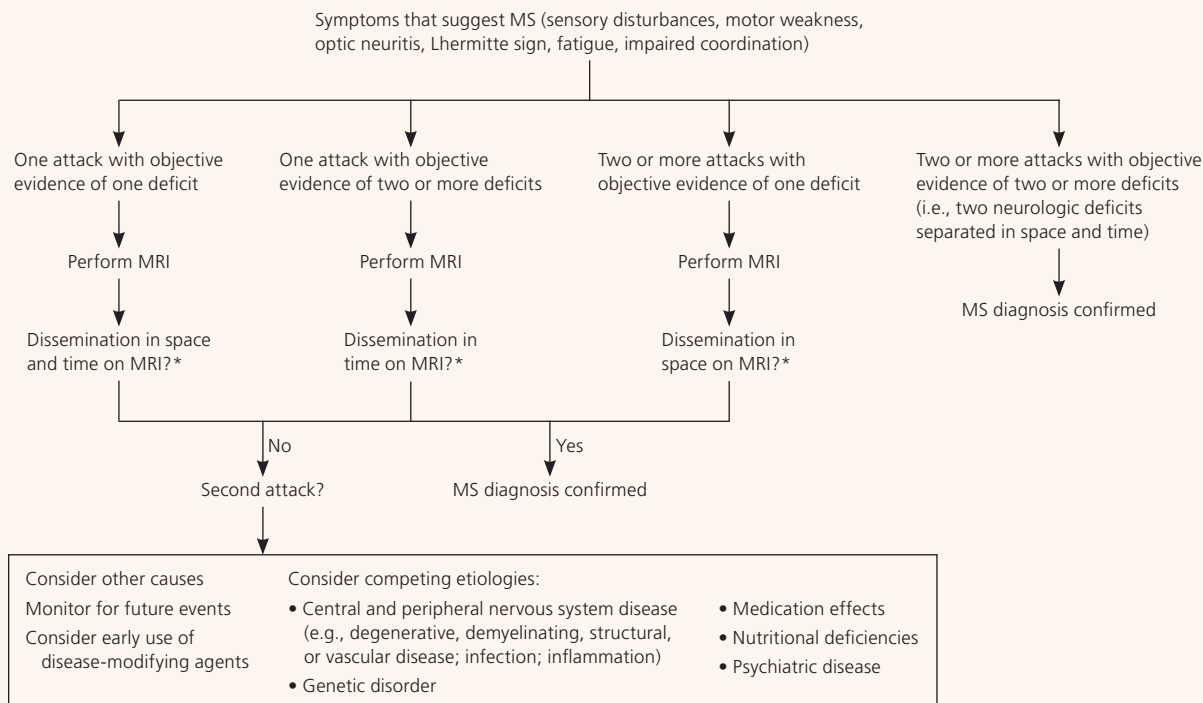 Symptoms that suggest MS (sensory disturbances, motor weakness,
optic neuritis, Lhermitte sign, fatigue, impaired coordination)
One attack with objective
evidence of one deficit
One attack with objective
evidence of two or more deficits
Two or more attacks with
objective evidence of one deficit
Two or more attacks with objective
evidence of two or more deficits
(i.e., two neurologic deficits
separated in space and time)
Perform MRI
Perform MRI
Perform MRI
MS diagnosis confirmed
Dissemination in space
and time on MRI?*
Dissemination in
time on MRI?*
Dissemination in
space on MRI?*
No
Yes
Second attack?
MS diagnosis confirmed
Consider other causes
Monitor for future events
Consider early use of
disease-modifying agents
Consider competing etiologies:
• Central and peripheral nervous system disease
(e.g., degenerative, demyelinating, structural,
or vascular disease; infection; inflammation)
• Genetic disorder
• Medication effects
• Nutritional deficiencies
• Psychiatric disease